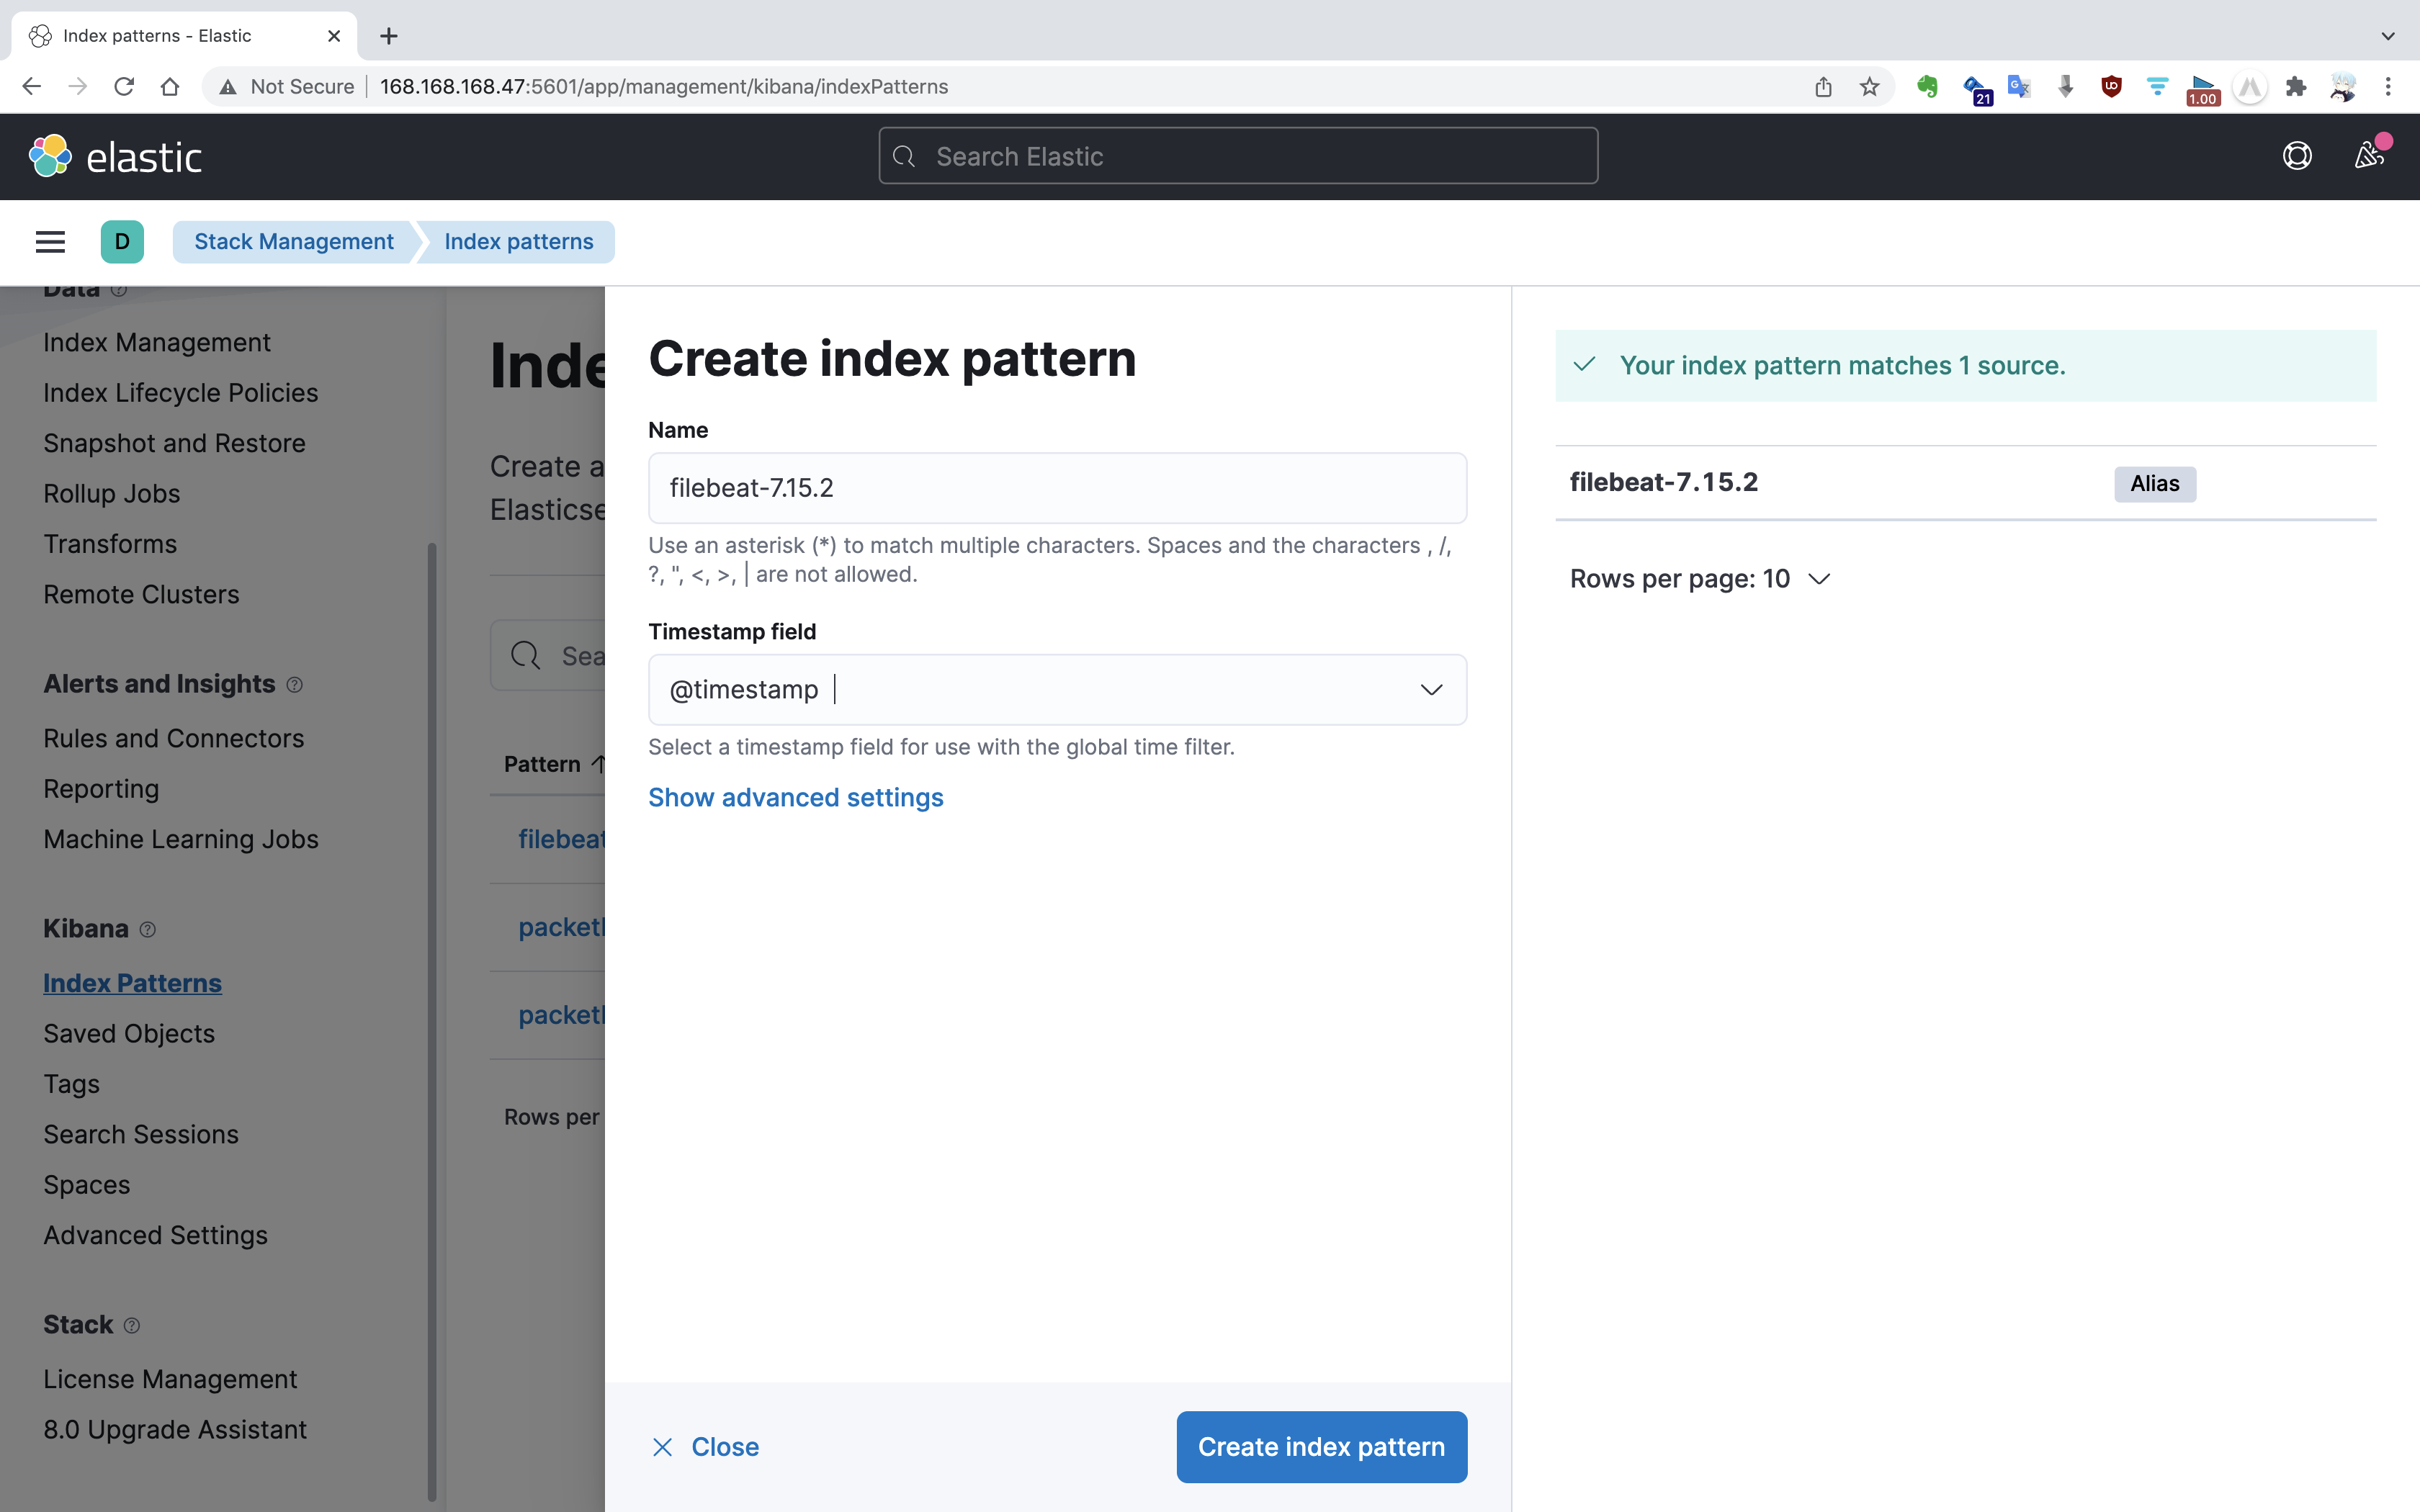 Index patterns - Elastic
Not Secure
168.168.168.47:5601/app/management/kibana/indexPatterns
21
1.00
elastic
Search Elastic
D
Stack Management
Index patterns
Data
Index Management
Index Lifecycle Policies
Snapshot and Restore
Rollup Jobs
Transforms
Remote Clusters
Alerts and Insights
Rules and Connectors
Reporting
Machine Learning Jobs
Kibana
Index Patterns
Saved Objects
Tags
Search Sessions
Spaces
Advanced Settings
Stack
License Management
8.0 Upgrade Assistant
Create a
Pattern
Rows per
Create index pattern
Name
filebeat-7.15.2
Use an asterisk (*) to match multiple characters. Spaces and the characters , /,
?, ", <, >, | are not allowed.
Timestamp field
@timestamp
Select a timestamp field for use with the global time filter.
Show advanced settings
Close
Create index pattern
Your index pattern matches 1 source.
filebeat-7.15.2
Alias
Rows per page: 10